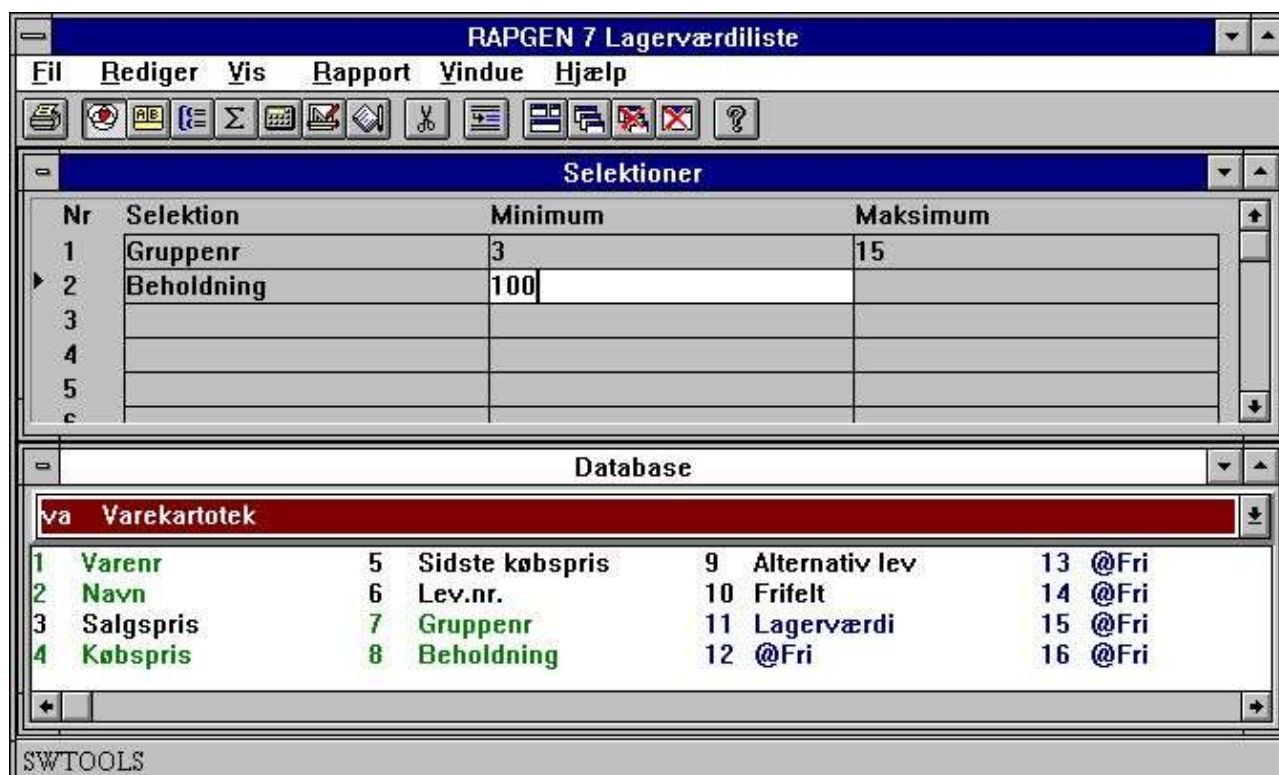 RAPGEN 7 Lagerværdiliste
Fil Rediger Vis Rapport Vindue Hjælp
Selektioner
Nr Selektion Minimum Maksimum
1 Gruppenr 3 15
2 Beholdning 100
3
4
5
6
Database
va Varekartotek
1 Varenr 5 Sidste købspris 9 Alternativ lev 13 @Fri
2 Navn 6 Lev.nr. 10 Frifelt 14 @Fri
3 Salgspris 7 Gruppenr 11 Lagerværdi 15 @Fri
4 Købspris 8 Beholdning 12 @Fri 16 @Fri
SWTOOLS